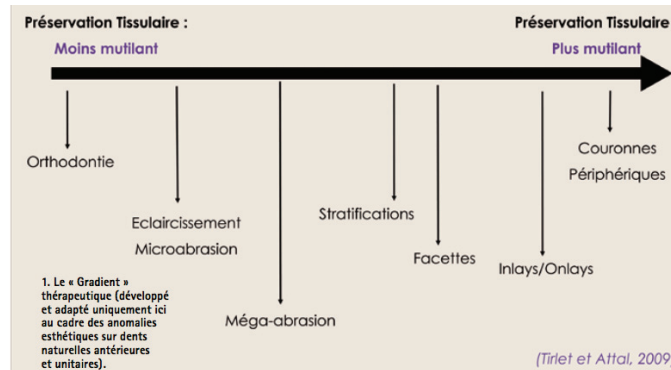 Préservation Tissulaire :
Moins mutilant
Préservation Tissulaire
Plus mutilant
Orthodontie
Eclaircissement
Microabrasion
Méga-abrasion
Stratifications
Facettes
Inlays/Onlays
Couronnes
Périphériques
1. Le « Gradient »
thérapeutique (développé
et adapté uniquement ici
au cadre des anomalies
esthétiques sur dents
naturelles antérieures
et unitaires).
(Tirlet et Attal, 2009